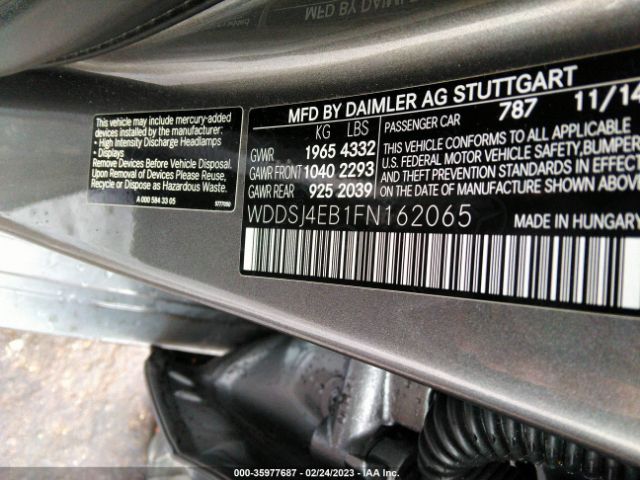 This vehicle may have mercury-added
devices installed by the manufacturer:
• High Intensity Discharge Headlamps
• Displays
Remove Devices Before Vehicle Disposal.
Upon Removal of Devices Please Reuse,
Recycle or Dispose as Hazardous Waste.
A 000 584 33 05
MFD BY DAIMLER AG STUTTGART
KG LBS
GVWR 1965 4332
GAWR FRONT 1040 2293
GAWR REAR 925 2039
787 11/14
PASSENGER CAR
THIS VEHICLE CONFORMS TO ALL APPLICABLE
U.S. FEDERAL MOTOR VEHICLE SAFETY, BUMPER
AND THEFT PREVENTION STANDARDS IN EFFECT
ON THE DATE OF MANUFACTURE SHOWN ABOVE.
WDDSJ4EB1FN162065
MADE IN HUNGARY
000-35977687 - 02/24/2023 - IAA Inc.